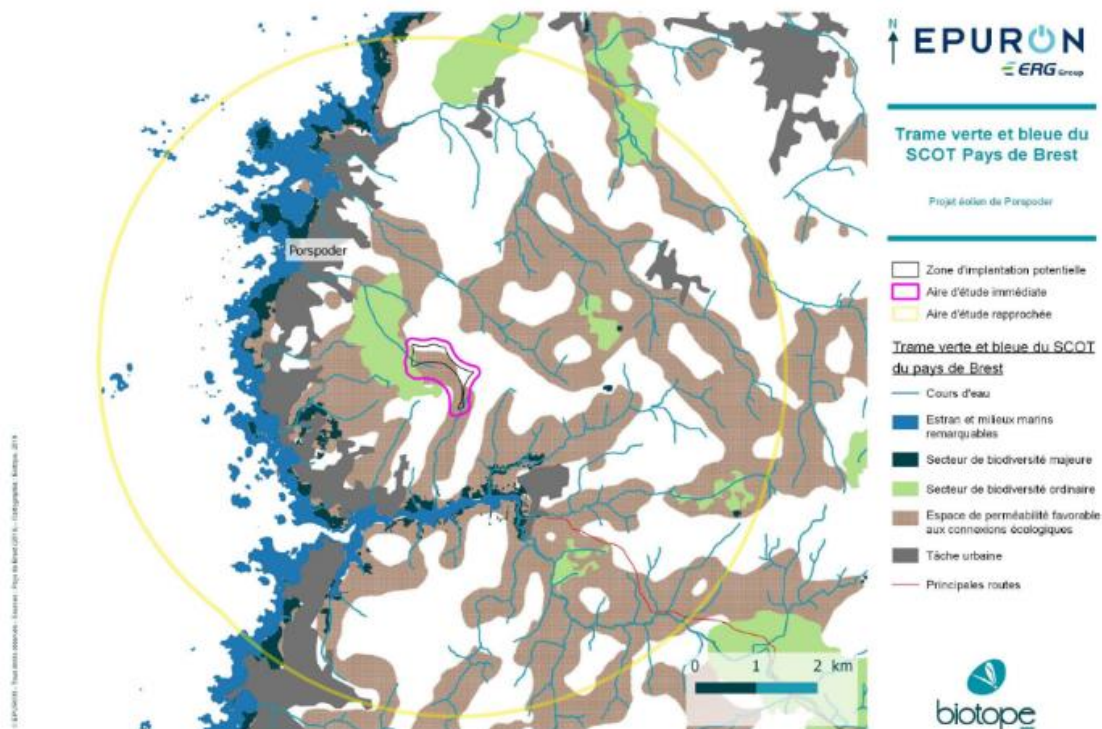 N
EPURON
ERG Group
Trame verte et bleue du
SCOT Pays de Brest
Projet éolien de Porspoder
Zone d'implantation potentielle
Aire d'étude immédiate
Aire d'étude rapprochée
Trame verte et bleue du SCOT
du pays de Brest
Cours d'eau
Estran et milieux marins
remarquables
Secteur de biodiversité majeure
Secteur de biodiversité ordinaire
Espace de perméabilité favorable
aux connexions écologiques
Tâche urbaine
Principales routes
Porspoder
0 1 2 km
biotope